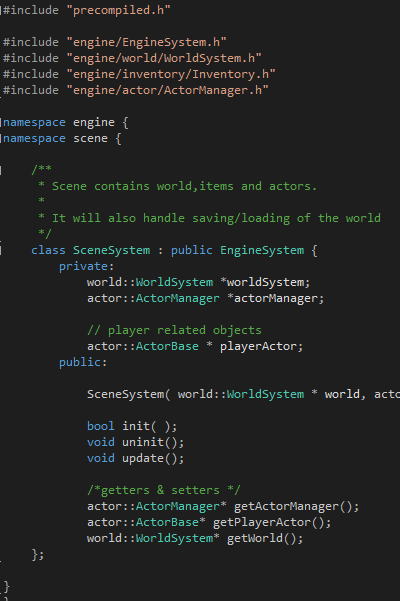 #include "precompiled.h"
#include "engine/EngineSystem.h"
#include "engine/world/WorldSystem.h"
#include "engine/inventory/Inventory.h"
#include "engine/actor/ActorManager.h"
namespace engine {
namespace scene {
/**
* Scene contains world,items and actors.
*
* It will also handle saving/loading of the world
*/
class SceneSystem : public EngineSystem {
private:
world::WorldSystem *worldSystem;
actor::ActorManager *actorManager;
// player related objects
actor::ActorBase * playerActor;
public:
SceneSystem( world::WorldSystem * world, acto
bool init( );
void uninit();
void update();
/*getters & setters */
actor::ActorManager* getActorManager();
actor::ActorBase* getPlayerActor();
world::WorldSystem* getWorld();
};
}